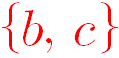 {b, c}